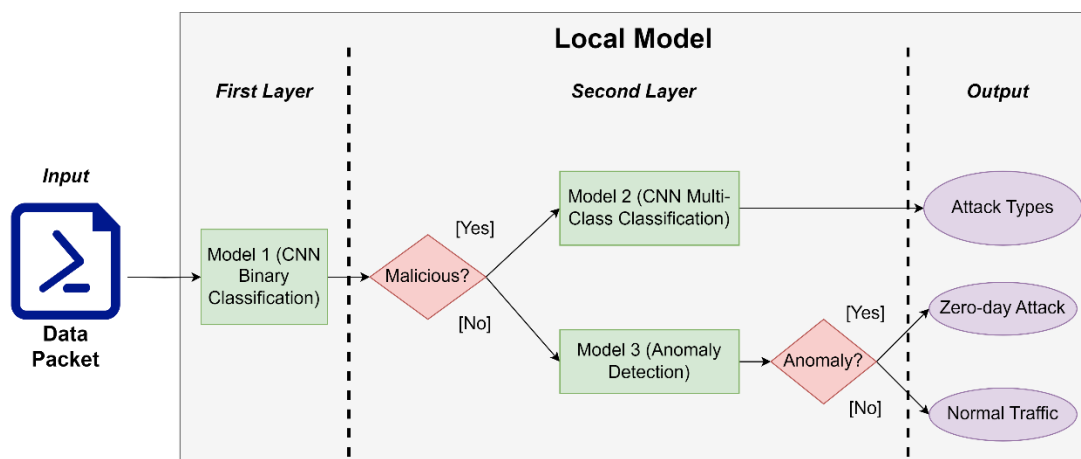 Local Model
First Layer
Second Layer
Output
Input
Data
Packet
Model 1 (CNN
Binary
Classification)
Malicious?
[Yes]
[No]
Model 2 (CNN Multi-
Class Classification)
Model 3 (Anomaly
Detection)
Anomaly?
[Yes]
[No]
Attack Types
Zero-day Attack
Normal Traffic